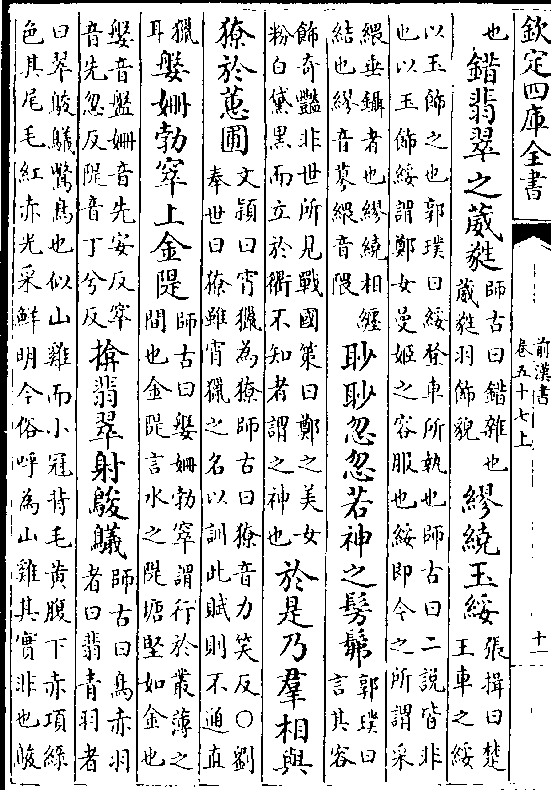 欽定四庫全書
前漢書
卷五十七上
十一
也錯翡翠之葳蕤師古曰錯雜也
葳蕤羽飾貌繆繞玉綏張揖曰楚
王車之綏
以玉飾之也郭璞曰綏登車所執也師古曰二説皆非
也以玉飾綏謂鄭女曼姬之容服也綏即今之所謂采
䋿垂鑷者也繆繞相纏
結也繆音蓼䋿音隈眇眇忽忽若神之髣髴郭璞曰
言其容
飾奇豔非世所見戰國策曰鄭之美女
粉白黛黑而立於衢不知者謂之神也於是乃羣相與
獠於蕙圃文頴曰宵獵為獠師古曰獠音力笑反○劉
奉世曰獠雖宵獵之名以訓此賦則不通直
獵
耳媻姍勃窣上金隄師古曰媻姍勃窣謂行於叢薄之
間也金隄言水之隄塘堅如金也
媻音盤姍音先安反窣
音先忽反隄音丁兮反揜翡翠射鵔鸃師古曰鳥赤羽
者曰翡青羽者
曰翠鵔鸃鷩鳥也似山雞而小冠背毛黄腹下赤項綠
色其尾毛紅赤光采鮮明今俗呼為山雞其實非也鵔